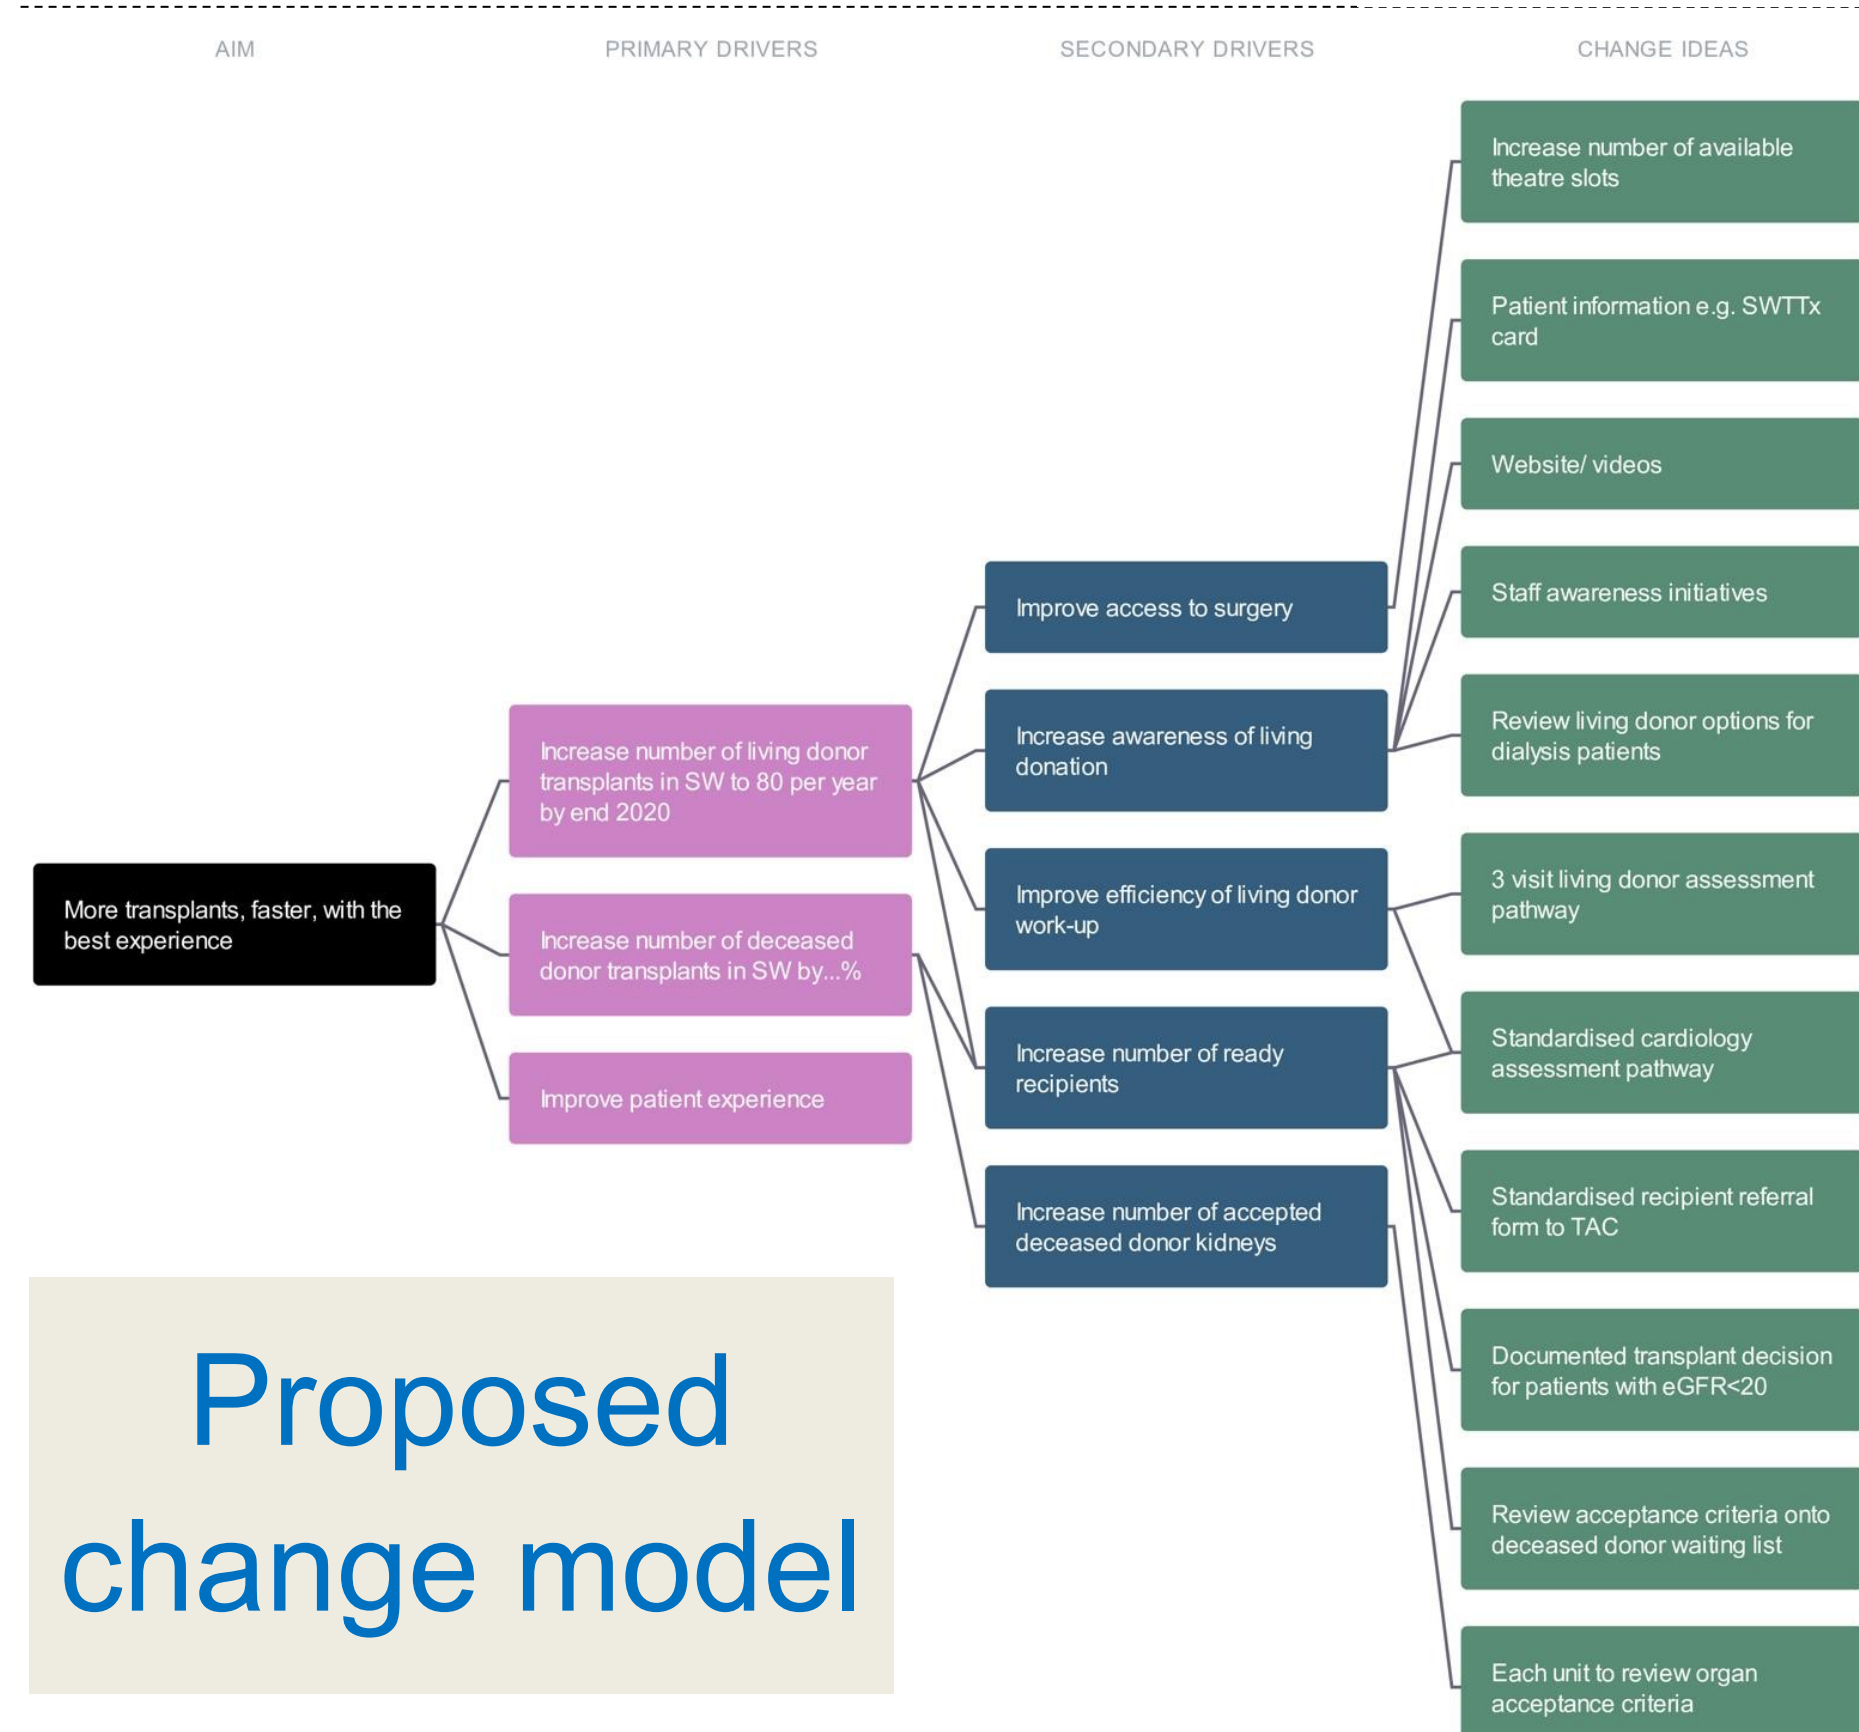 AIM
PRIMARY DRIVERS
SECONDARY DRIVERS
CHANGE IDEAS
More transplants, faster, with the
best experience
Increase number of living donor
transplants in SW to 80 per year
by end 2020
Increase number of deceased
donor transplants in SW by...%
Improve patient experience
Improve access to surgery
Increase awareness of living
donation
Improve efficiency of living donor
work-up
Increase number of ready
recipients
Increase number of accepted
deceased donor kidneys
Increase number of available
theatre slots
Patient information e.g. SWTTx
card
Website/ videos
Staff awareness initiatives
Review living donor options for
dialysis patients
3 visit living donor assessment
pathway
Standardised cardiology
assessment pathway
Standardised recipient referral
form to TAC
Documented transplant decision
for patients with eGFR<20
Review acceptance criteria onto
deceased donor waiting list
Each unit to review organ
acceptance criteria
Proposed
change model